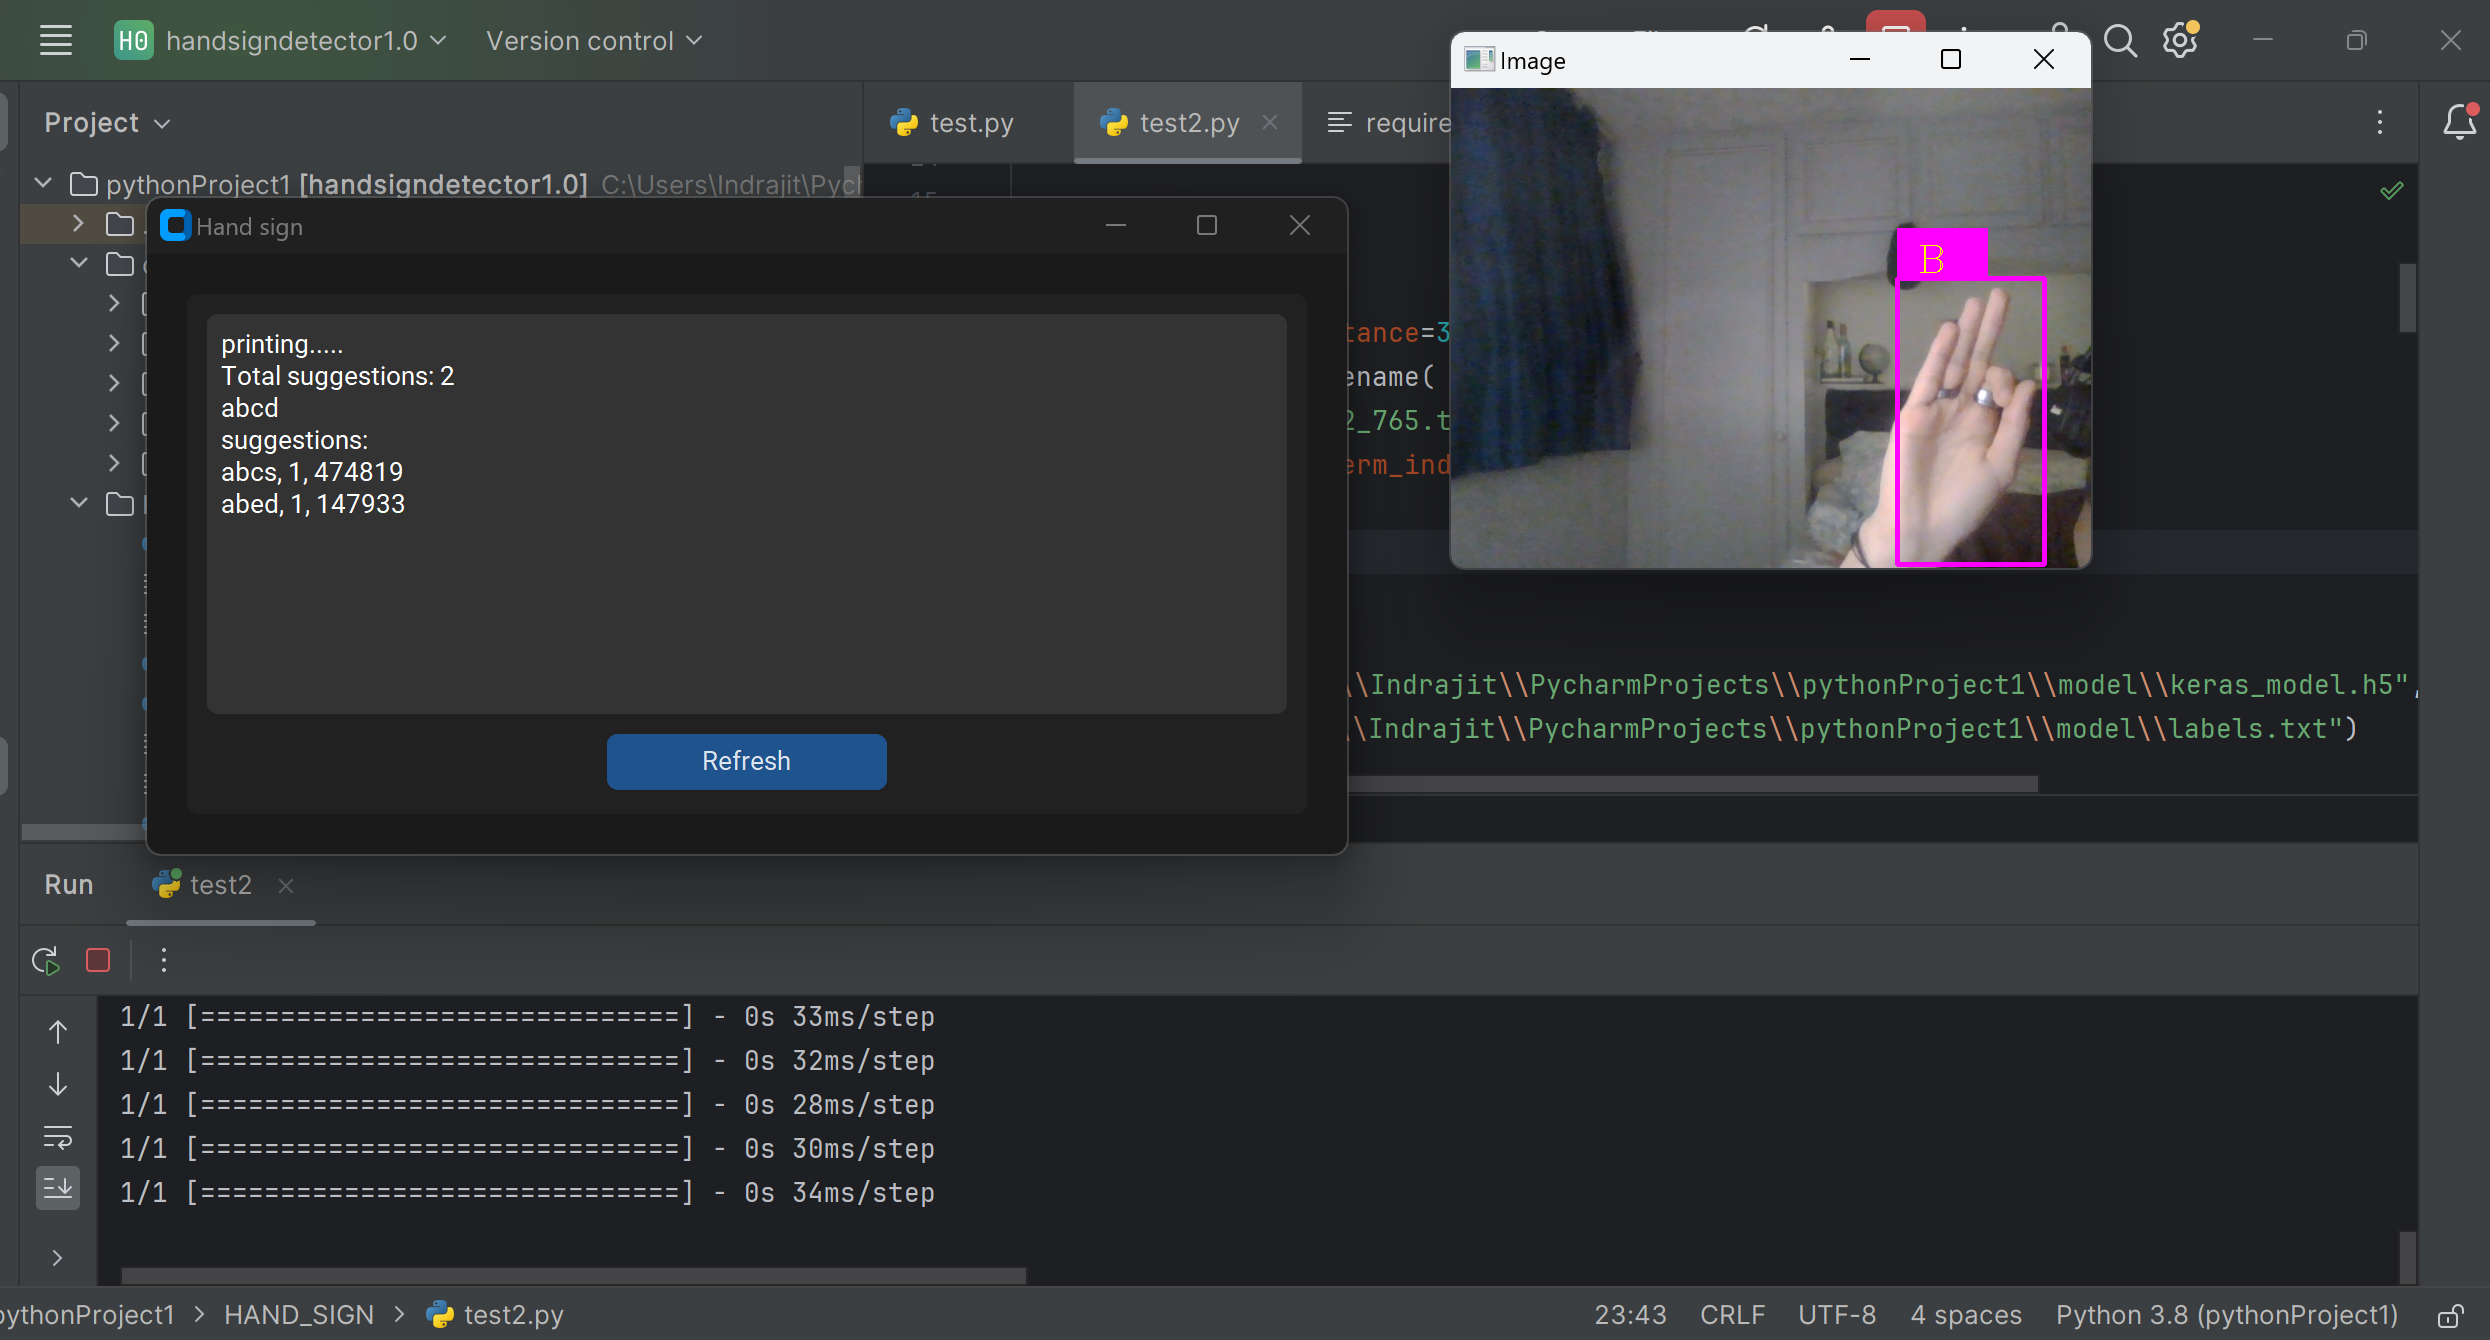 H0 handsigndetector1.0 Version control
Image
Project
test.py
test2.py
require
pythonProject1 [handsigndetector1.0] C:\Users\Indrajit\Pyc
15
Hand sign
B
printing.....
Total suggestions: 2
abcd
suggestions:
abcs, 1, 474819
abed, 1, 147933
Refresh
tance=3
ename(
2_765.t
erm_ind
\\Indrajit\\PycharmProjects\\pythonProject1\\model\\keras_model.h5",
\\Indrajit\\PycharmProjects\\pythonProject1\\model\\labels.txt")
Run test2
1/1 [==============================] - 0s 33ms/step
1/1 [==============================] - 0s 32ms/step
1/1 [==============================] - 0s 28ms/step
1/1 [==============================] - 0s 30ms/step
1/1 [==============================] - 0s 34ms/step
pythonProject1 > HAND_SIGN > test2.py
23:43 CRLF UTF-8 4 spaces Python 3.8 (pythonProject1)